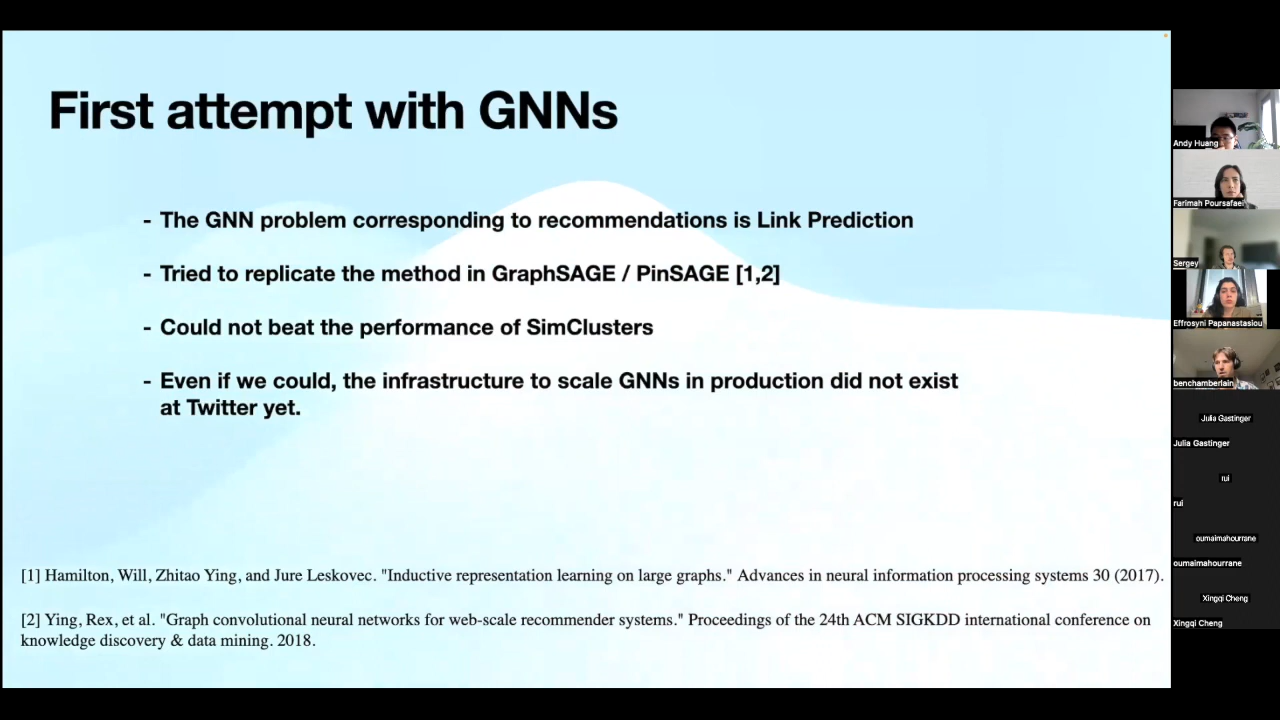 First attempt with GNNs
- The GNN problem corresponding to recommendations is Link Prediction
- Tried to replicate the method in GraphSAGE / PinSAGE [1,2]
- Could not beat the performance of SimClusters
- Even if we could, the infrastructure to scale GNNs in production did not exist
at Twitter yet.
[1] Hamilton, Will, Zhitao Ying, and Jure Leskovec. "Inductive representation learning on large graphs." Advances in neural information processing systems 30 (2017).
[2] Ying, Rex, et al. "Graph convolutional neural networks for web-scale recommender systems." Proceedings of the 24th ACM SIGKDD international conference on
knowledge discovery & data mining. 2018.
Andy Huang
Farimah Poursafaei
Sergey
Effrosyni Papanastasiou
benchamberlain
Julia Gastinger
Julia Gastinger
rui
rui
oumaimahourrane
oumaimahourrane
Xingqi Cheng
Xingqi Cheng